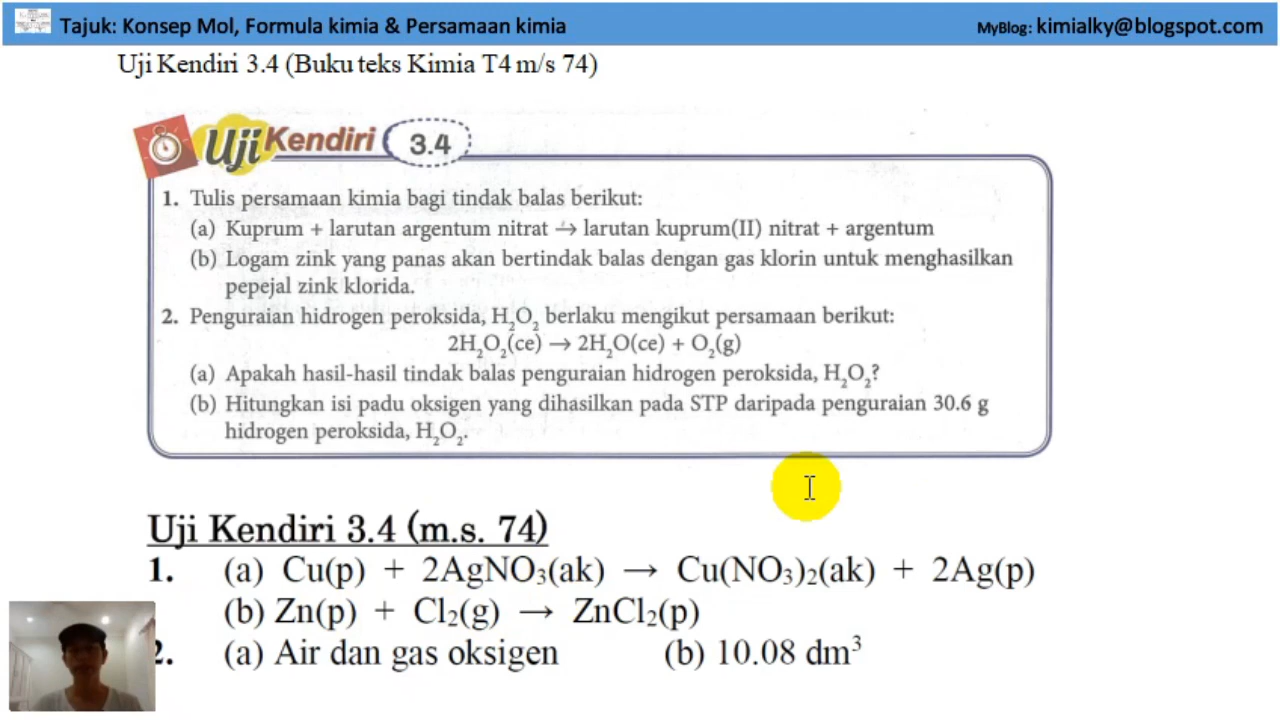 Tajuk: Konsep Mol, Formula kimia & Persamaan kimia MyBlog: kimialky@blogspot.com
Uji Kendiri 3.4 (Buku teks Kimia T4 m/s 74)
Uji Kendiri 3.4
1. Tulis persamaan kimia bagi tindak balas berikut:
(a) Kuprum + larutan argentum nitrat → larutan kuprum(II) nitrat + argentum
(b) Logam zink yang panas akan bertindak balas dengan gas klorin untuk menghasilkan
pepejal zink klorida.
2. Penguraian hidrogen peroksida, H₂O₂ berlaku mengikut persamaan berikut:
2H₂O₂(ce) → 2H₂O(ce) + O₂(g)
(a) Apakah hasil-hasil tindak balas penguraian hidrogen peroksida, H₂O₂?
(b) Hitungkan isi padu oksigen yang dihasilkan pada STP daripada penguraian 30.6 g
hidrogen peroksida, H₂O₂.
Uji Kendiri 3.4 (m.s. 74)
1. (a) Cu(p) + 2AgNO₃(ak) → Cu(NO₃)₂(ak) + 2Ag(p)
(b) Zn(p) + Cl₂(g) → ZnCl₂(p)
2. (a) Air dan gas oksigen (b) 10.08 dm³